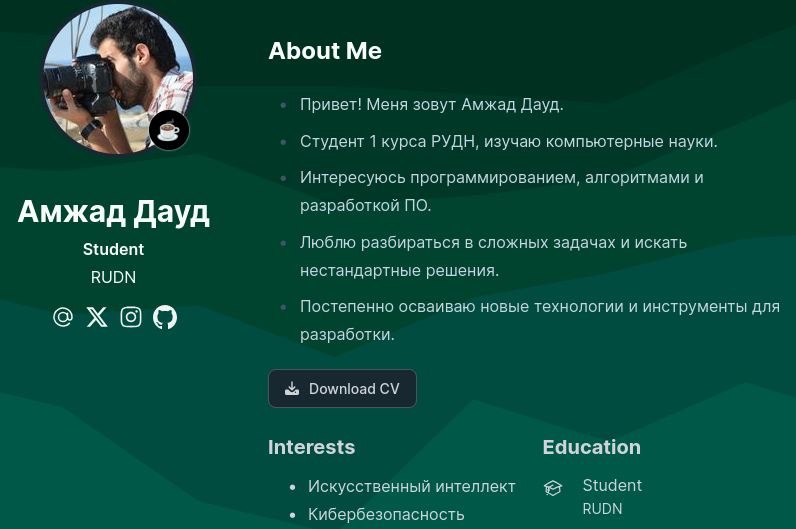 Амжад Дауд
Student
RUDN
About Me
Привет! Меня зовут Амжад Дауд.
Студент 1 курса РУДН, изучаю компьютерные науки.
Интересуюсь программированием, алгоритмами и
разработкой ПО.
Люблю разбираться в сложных задачах и искать
нестандартные решения.
Постепенно осваиваю новые технологии и инструменты для
разработки.
Download CV
Interests
Искусственный интеллект
Кибербезопасность
Education
Student
RUDN